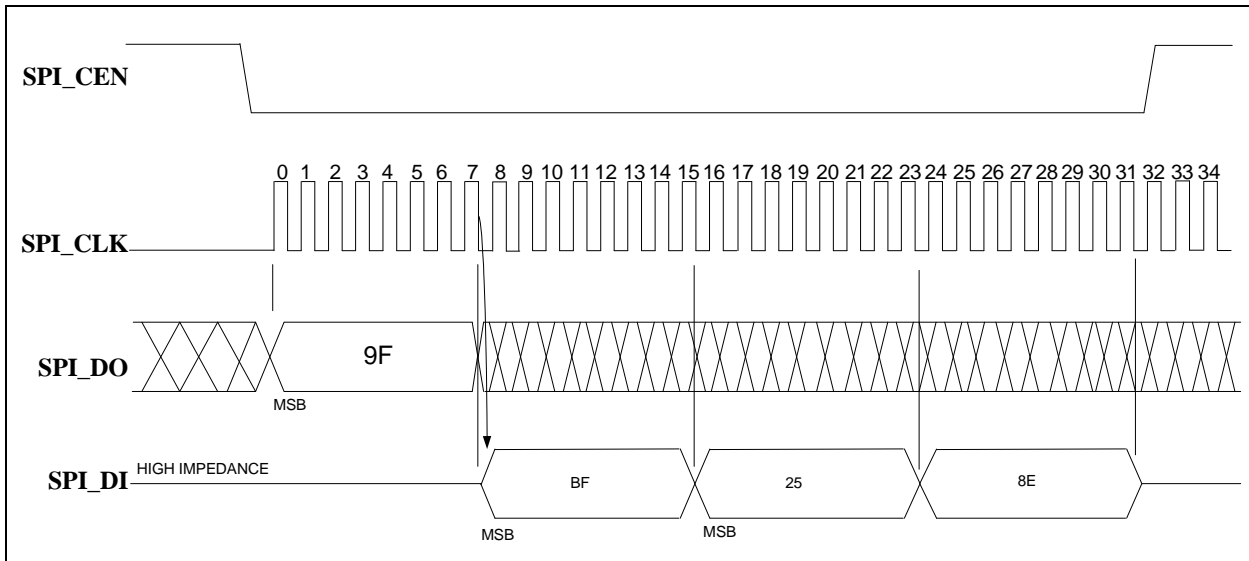 SPI_CEN
0 1 2 3 4 5 6 7 8 9 10 11 12 13 14 15 16 17 18 19 20 21 22 23 24 25 26 27 28 29 30 31 32 33 34
SPI_CLK
SPI_DO
9F
MSB
SPI_DI
HIGH IMPEDANCE
BF
25
8E
MSB
MSB